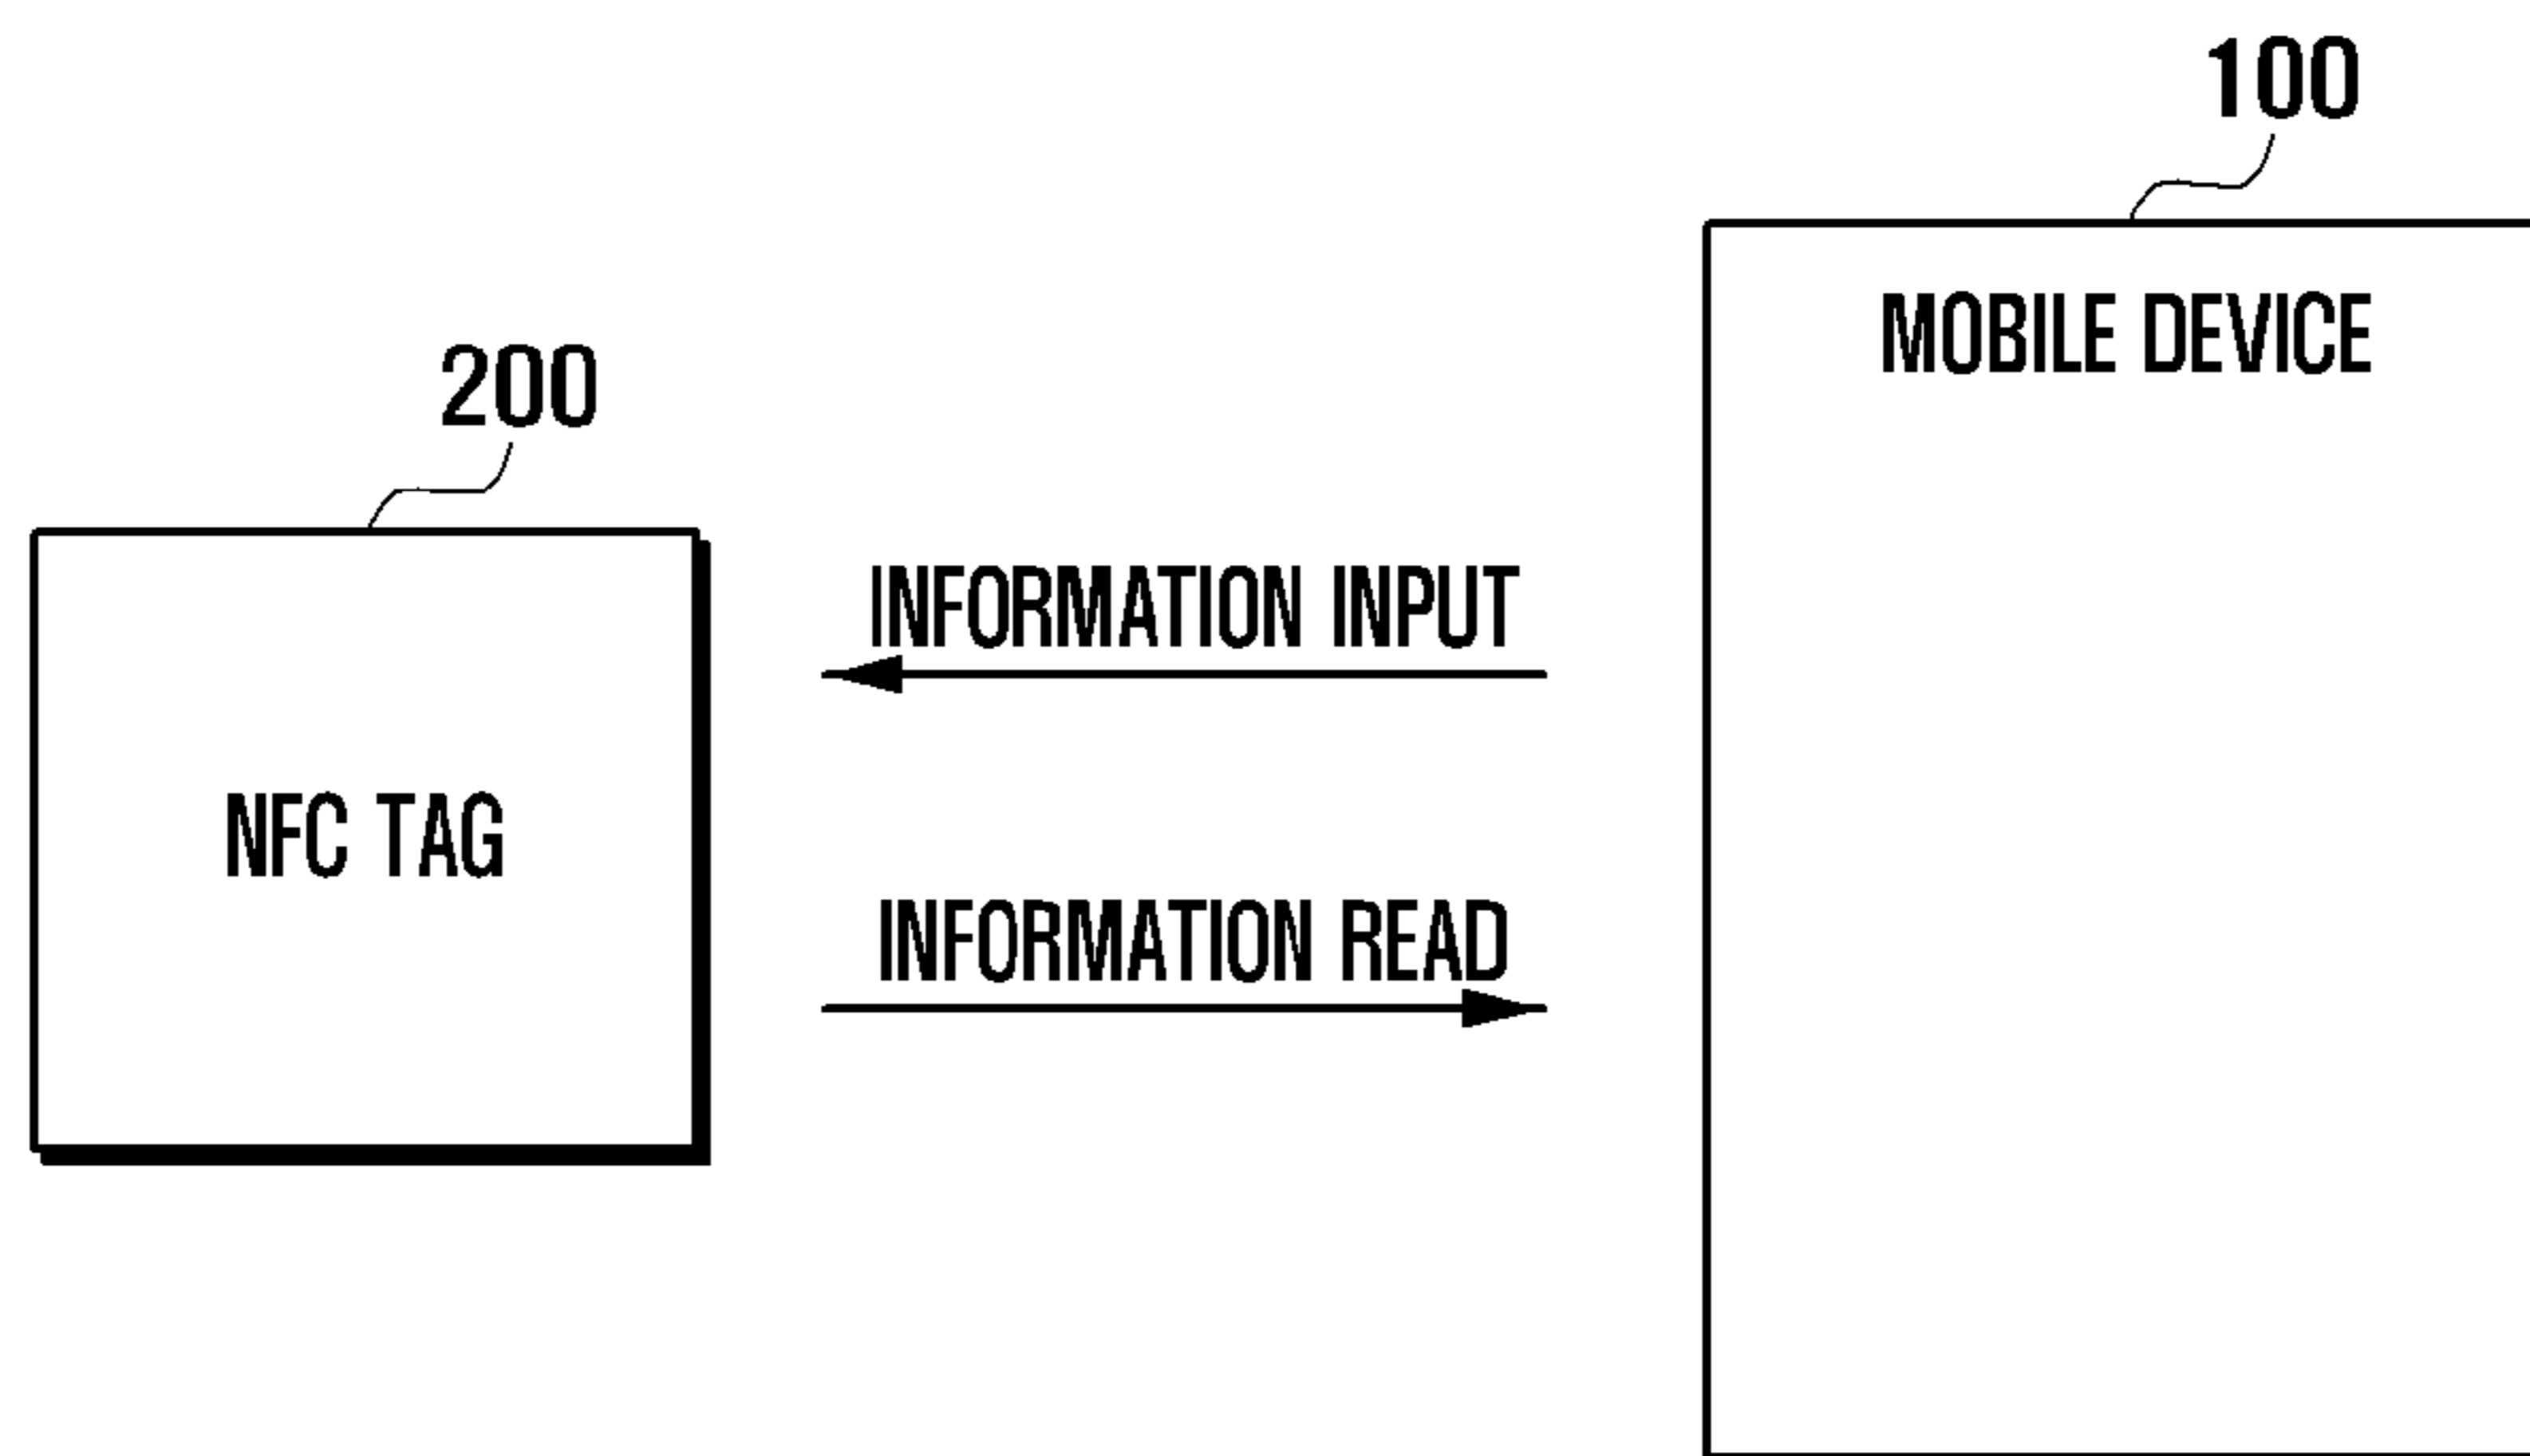 100
MOBILE DEVICE
200
INFORMATION INPUT
NFC TAG
INFORMATION READ